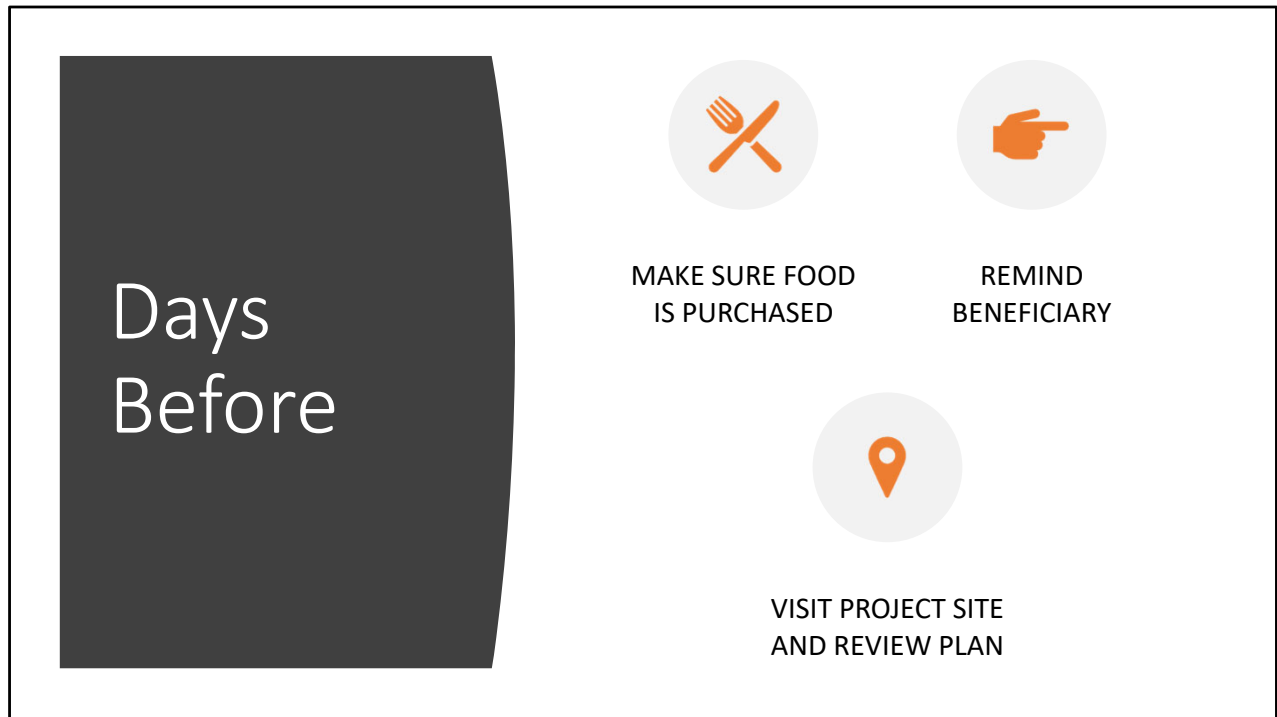 Days
Before
MAKE SURE FOOD
IS PURCHASED
REMIND
BENEFICIARY
VISIT PROJECT SITE
AND REVIEW PLAN